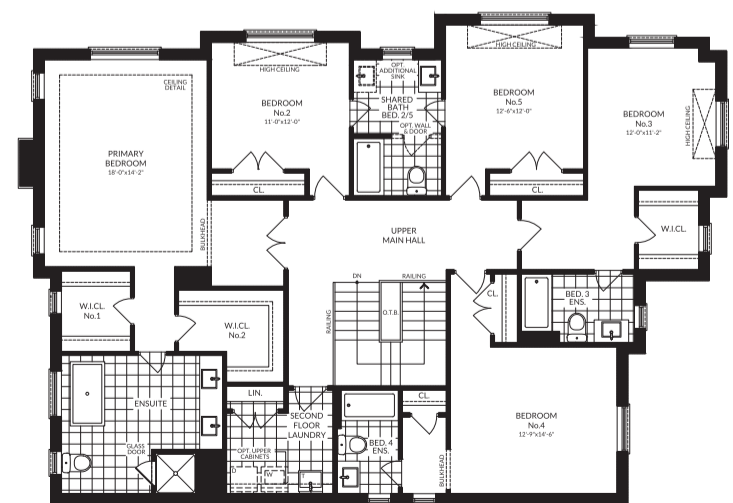 CEILING
DETAIL
PRIMARY
BEDROOM
18'-0"x14'-2"
BULKHEAD
HIGH CEILING
BEDROOM
No.2
11'-0"x12'-0"
CL.
OPT.
ADDITIONAL
SINK
SHARED
BATH
BED. 2/5
OPT. WALL
& DOOR
HIGH CEILING
BEDROOM
No.5
12'-6"x12'-0"
CL.
BEDROOM
No.3
12'-0"x11'-2"
HIGH CEILING
W.I.CL.
UPPER
MAIN HALL
DN
RAILING
RAILING
O.T.B.
CL.
BED. 3
ENS.
W.I.CL.
No.1
W.I.CL.
No.2
ENSUITE
GLASS
DOOR
LIN.
SECOND
FLOOR
LAUNDRY
OPT. UPPER
CABINETS
D
W
T
BED. 4
ENS.
CL.
BULKHEAD
BEDROOM
No.4
12'-9"x14'-6"